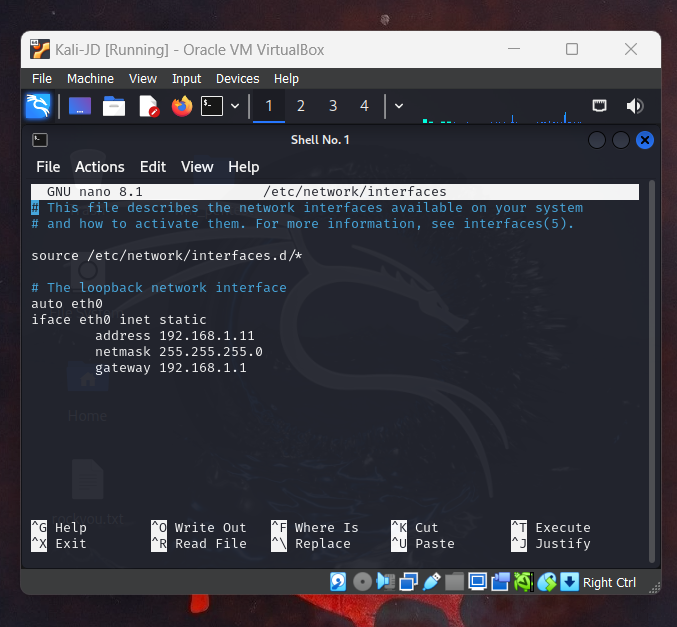 Kali-JD [Running] - Oracle VM VirtualBox
File Machine View Input Devices Help
1 2 3 4
Shell No. 1
File Actions Edit View Help
GNU nano 8.1 /etc/network/interfaces
# This file describes the network interfaces available on your system
# and how to activate them. For more information, see interfaces(5).
source /etc/network/interfaces.d/*
# The loopback network interface
auto eth0
iface eth0 inet static
address 192.168.1.11
netmask 255.255.255.0
gateway 192.168.1.1
Home
^G Help ^O Write Out ^F Where Is ^K Cut ^T Execute
^X Exit ^R Read File ^\ Replace ^U Paste ^J Justify
Right Ctrl